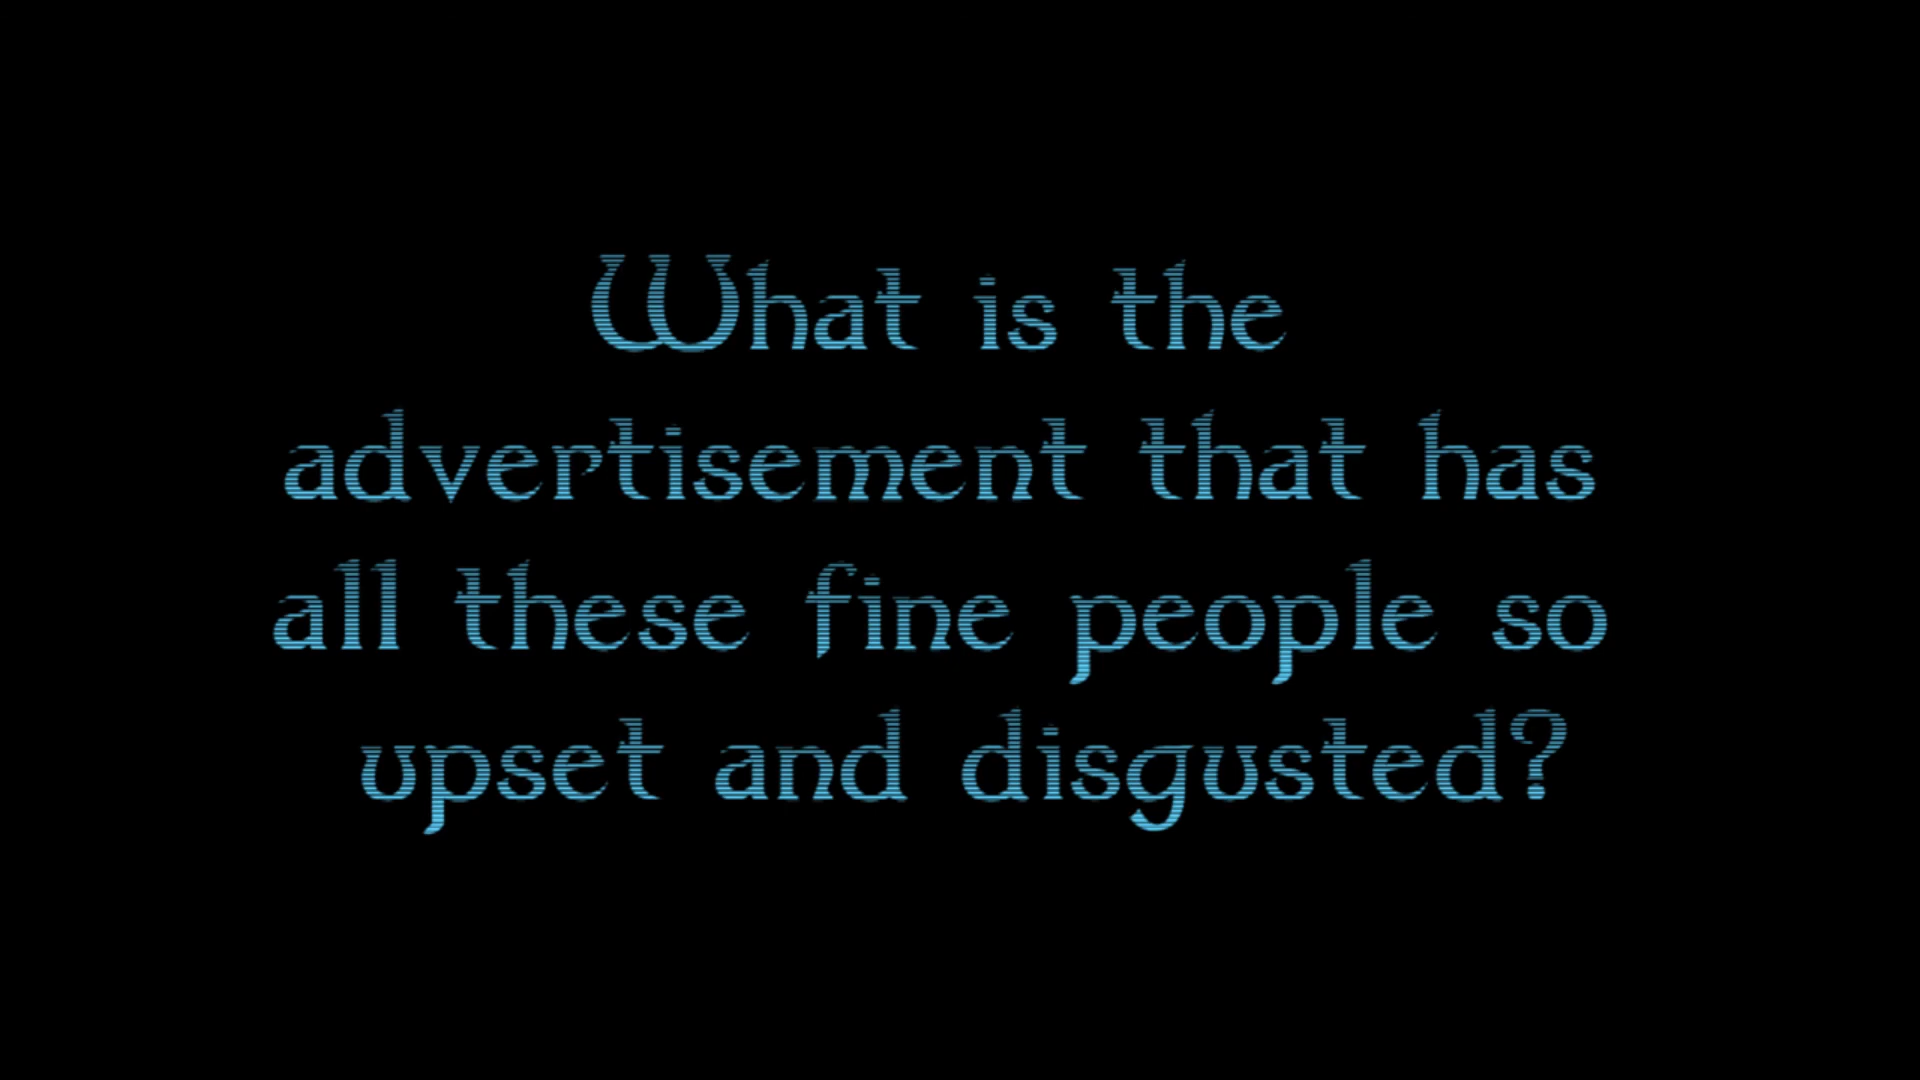 What is the
advertisement that has
all these fine people so
upset and disgusted?